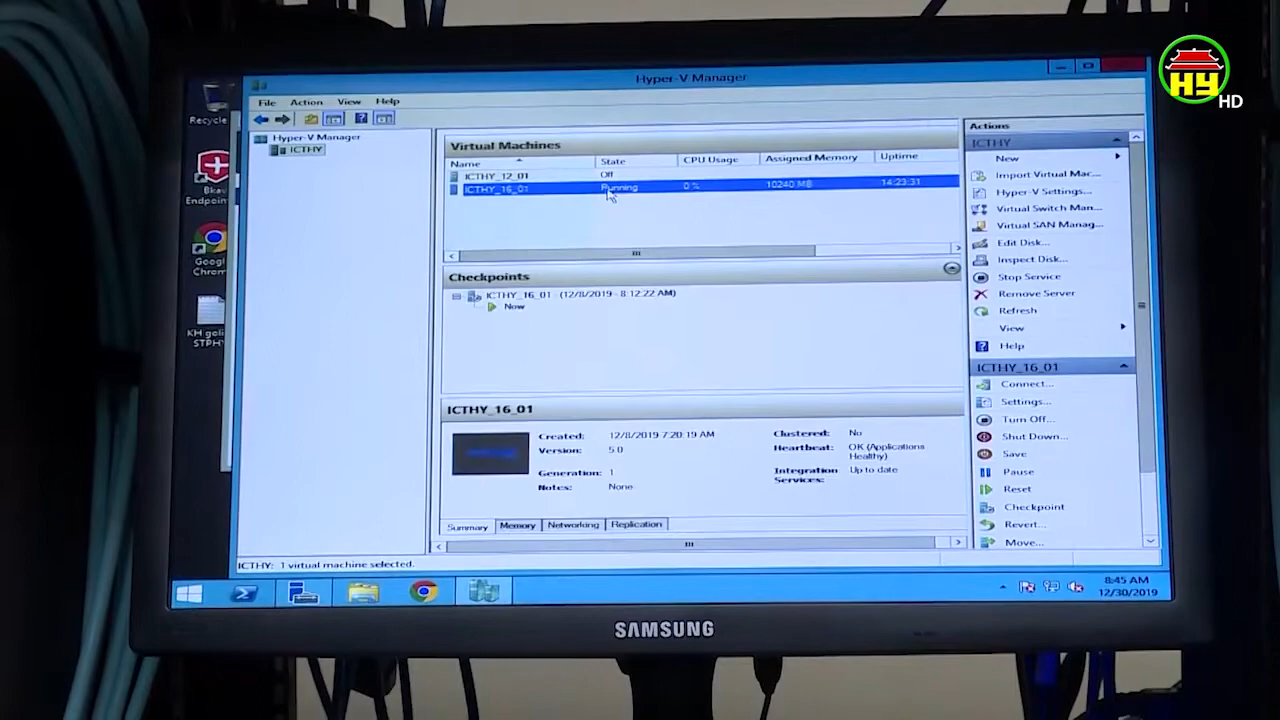 HY
HD
Hyper-V Manager
Recycle
Bkav
Endpoint
Googl
Chrom
STPHY
File Action View Help
Hyper-V Manager
ICTHY
Virtual Machines
Name State CPU Usage Assigned Memory Uptime
ICTHY_12_01 Off
ICTHY_16_01 Running 0 % 10240 MB 14:23:31
Checkpoints
ICTHY_16_01 (12/8/2019 - 8:12:22 AM)
Now
ICTHY_16_01
Created: 12/8/2019 7:20:19 AM
Version: 5.0
Generation: 1
Notes: None
Clustered: No
Heartbeat: OK (Applications
Healthy)
Integration
Services: Up to date
Summary Memory Networking Replication
Actions
ICTHY
New
Import Virtual Mac...
Hyper-V Settings...
Virtual Switch Man...
Virtual SAN Manag...
Edit Disk...
Inspect Disk...
Stop Service
Remove Server
Refresh
View
Help
ICTHY_16_01
Connect...
Settings...
Turn Off...
Shut Down...
Save
Pause
Reset
Checkpoint
Revert...
Move...
ICTHY: 1 virtual machine selected.
8:45 AM
12/30/2019
SAMSUNG